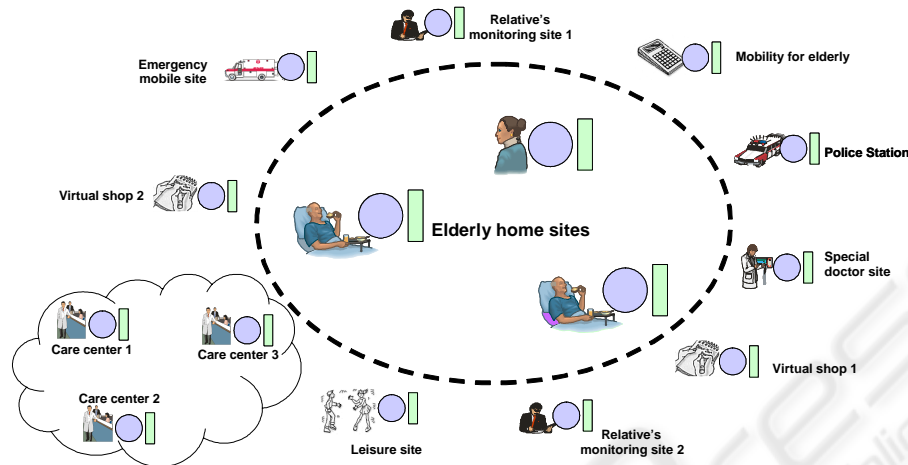 Relative's
monitoring site 1
Emergency
mobile site
Mobility for elderly
Police Station
Virtual shop 2
Elderly home sites
Special
doctor site
Care center 1
Care center 3
Virtual shop 1
Care center 2
Leisure site
Relative's
monitoring site 2